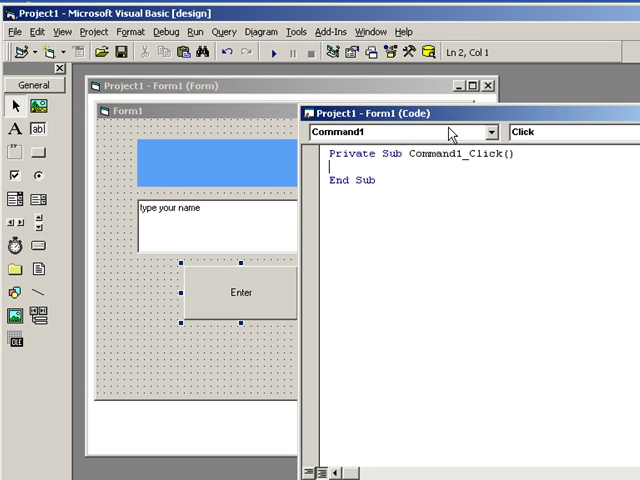 Project1 - Microsoft Visual Basic [design]
File Edit View Project Format Debug Run Query Diagram Tools Add-Ins Window Help
Ln 2, Col 1
General
Project1 - Form1 (Form)
Form1
Project1 - Form1 (Code)
Command1 Click
A ab|
Private Sub Command1_Click()
End Sub
type your name
Enter
OLE